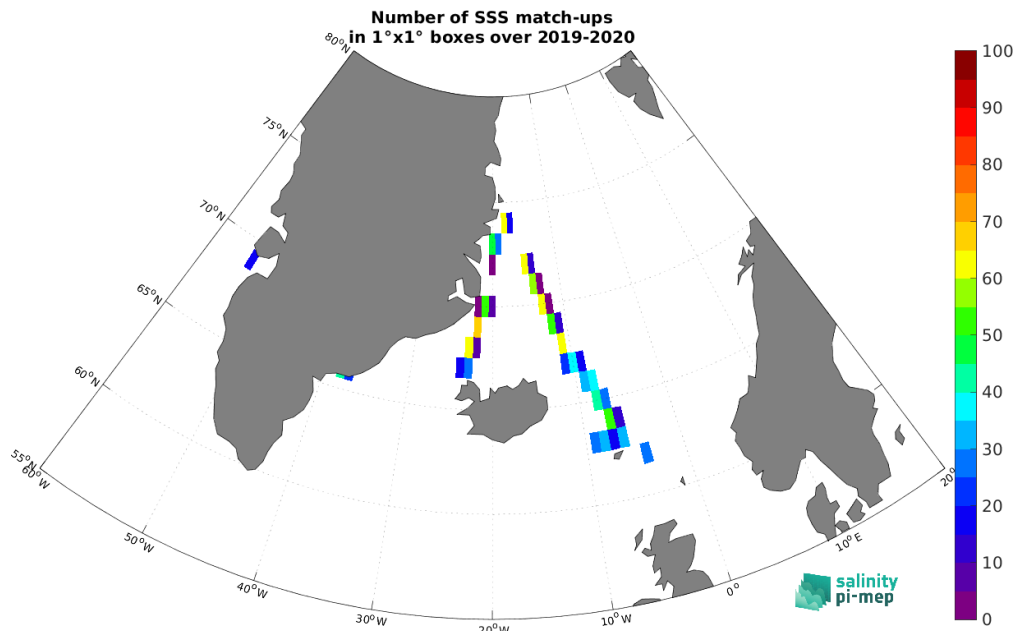 Number of SSS match-ups
in 1°x1° boxes over 2019-2020
80°N
75°N
70°N
65°N
60°N
55°N
60°W
50°W
40°W
30°W
20°W
10°W
0°
10°E
20°
100
90
80
70
60
50
40
30
20
10
0
salinity
pi-mep